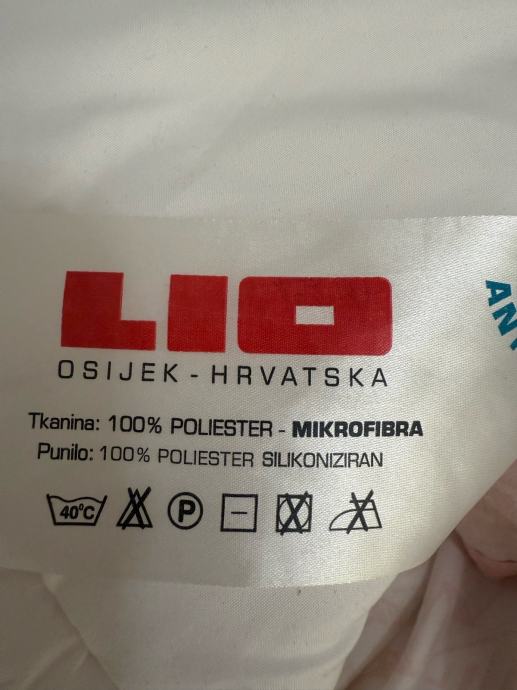 LIO
OSIJEK - HRVATSKA
Tkanina: 100% POLIESTER - MIKROFIBRA
Punilo: 100% POLIESTER SILIKONIZIRAN
40°C P